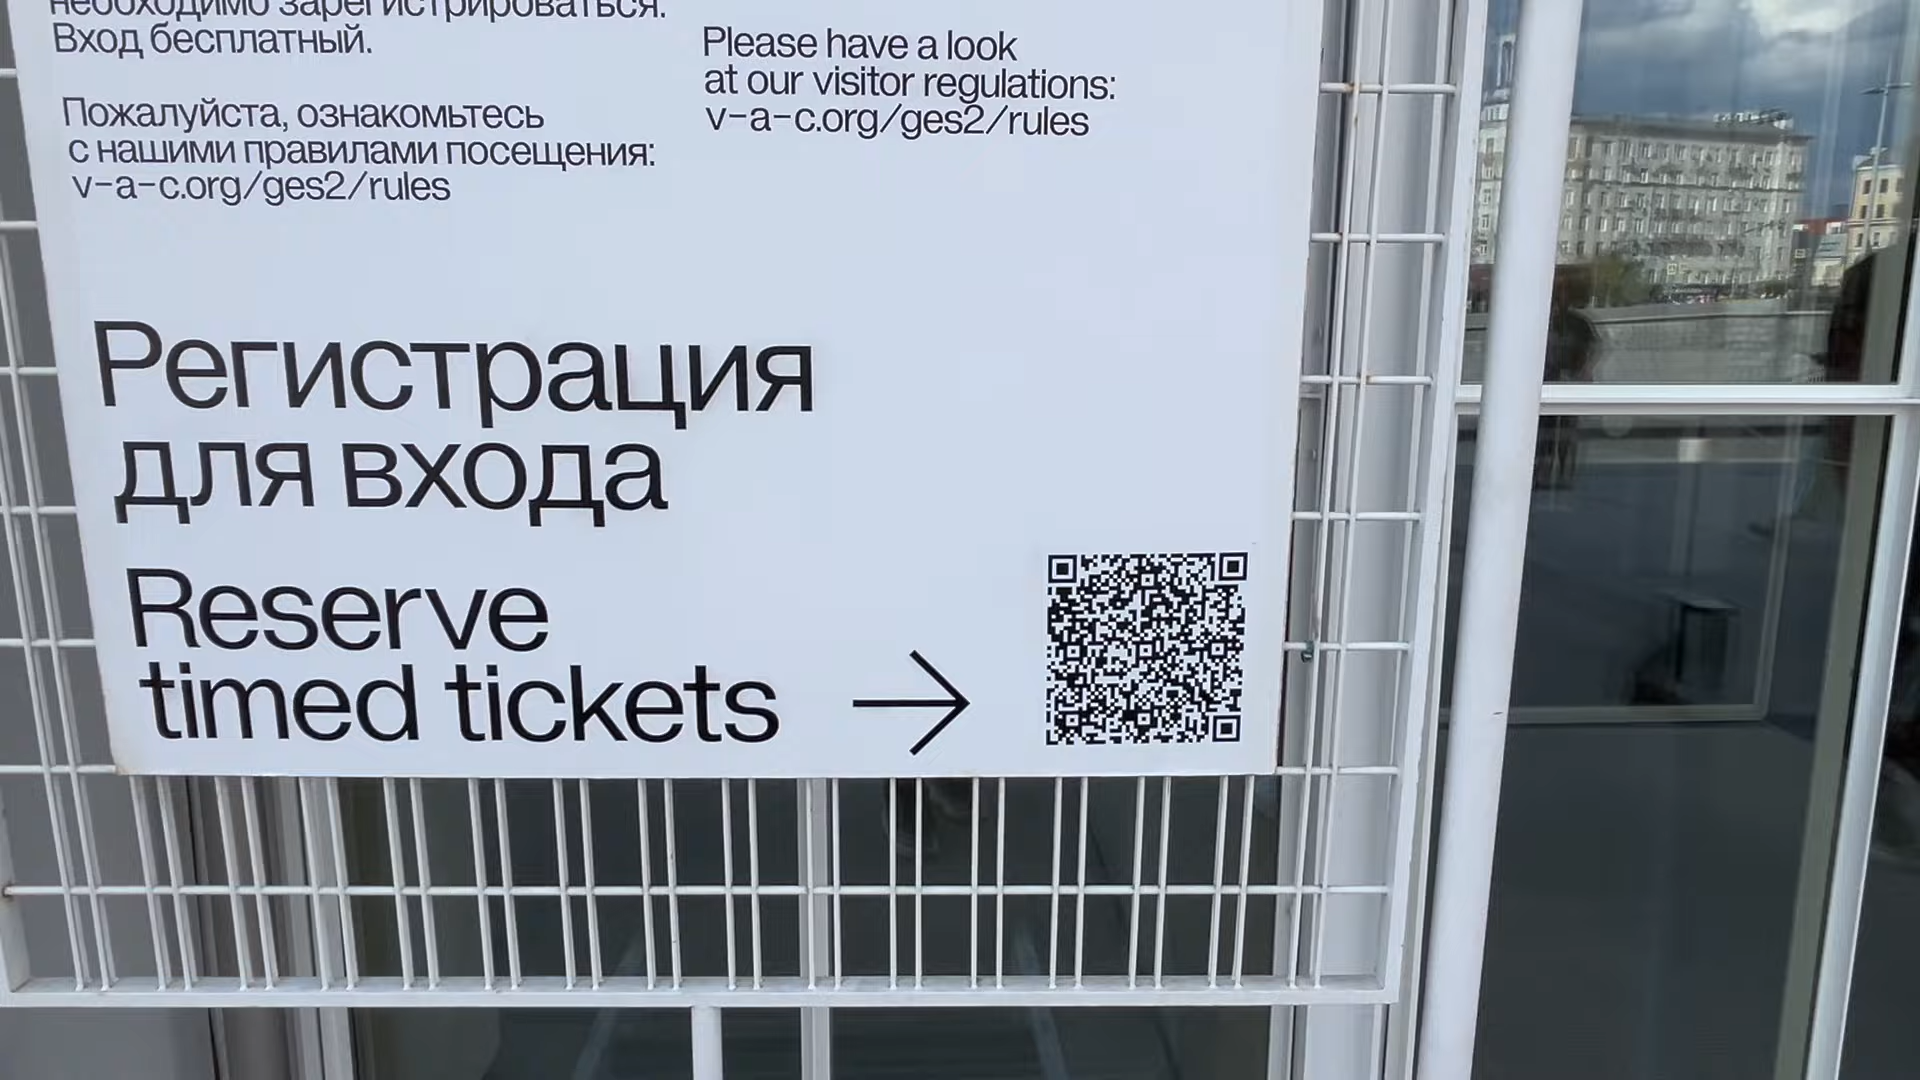 необходимо зарегистрироваться.
Вход бесплатный.
Пожалуйста, ознакомьтесь
с нашими правилами посещения:
v-a-c.org/ges2/rules
Please have a look
at our visitor regulations:
v-a-c.org/ges2/rules
Регистрация
для входа
Reserve
timed tickets